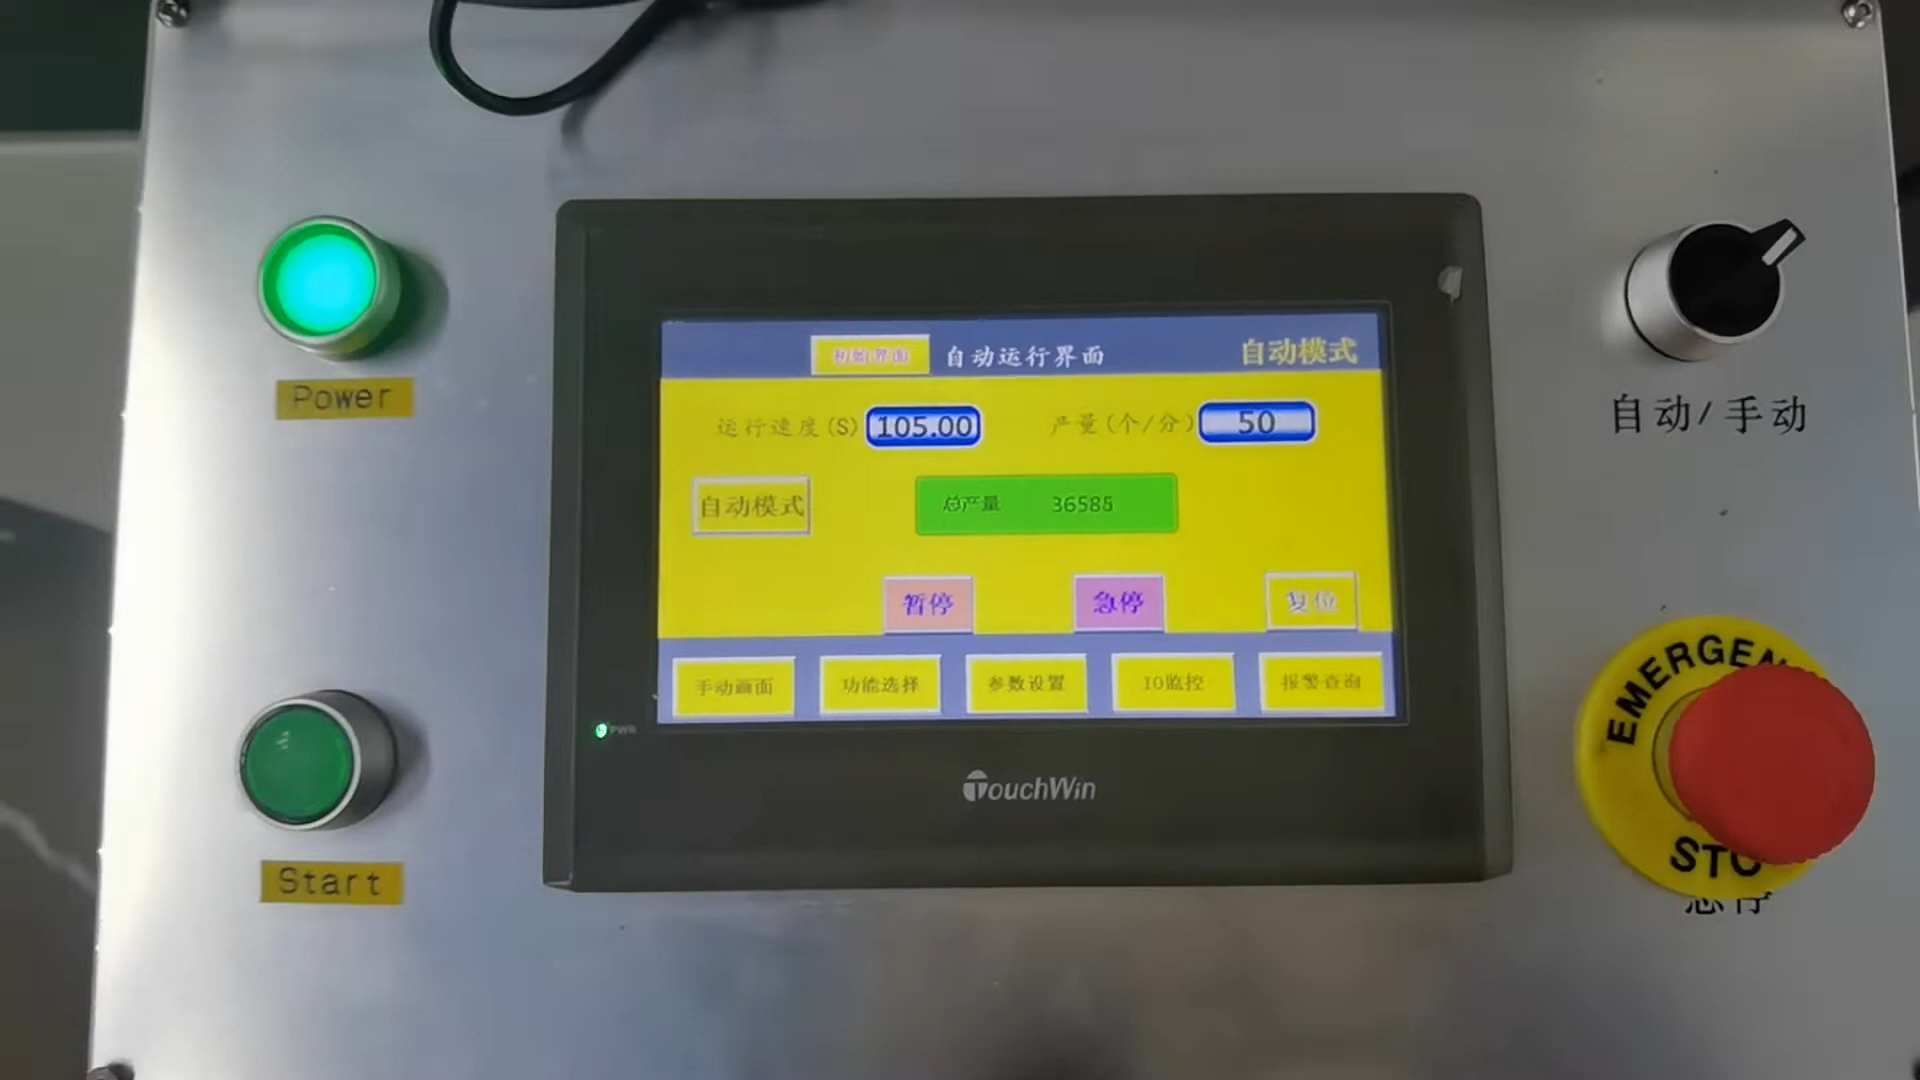 初始界面 自动运行界面 自动模式
运行速度(S) 105.00 产量(个/分) 50
自动模式 总产量
暂停 急停 复位
手动画面 功能选择 参数设置 IO监控 报警查询
PWR
TouchWin
Power
Start
自动/手动
EMERGEN
STO
急停